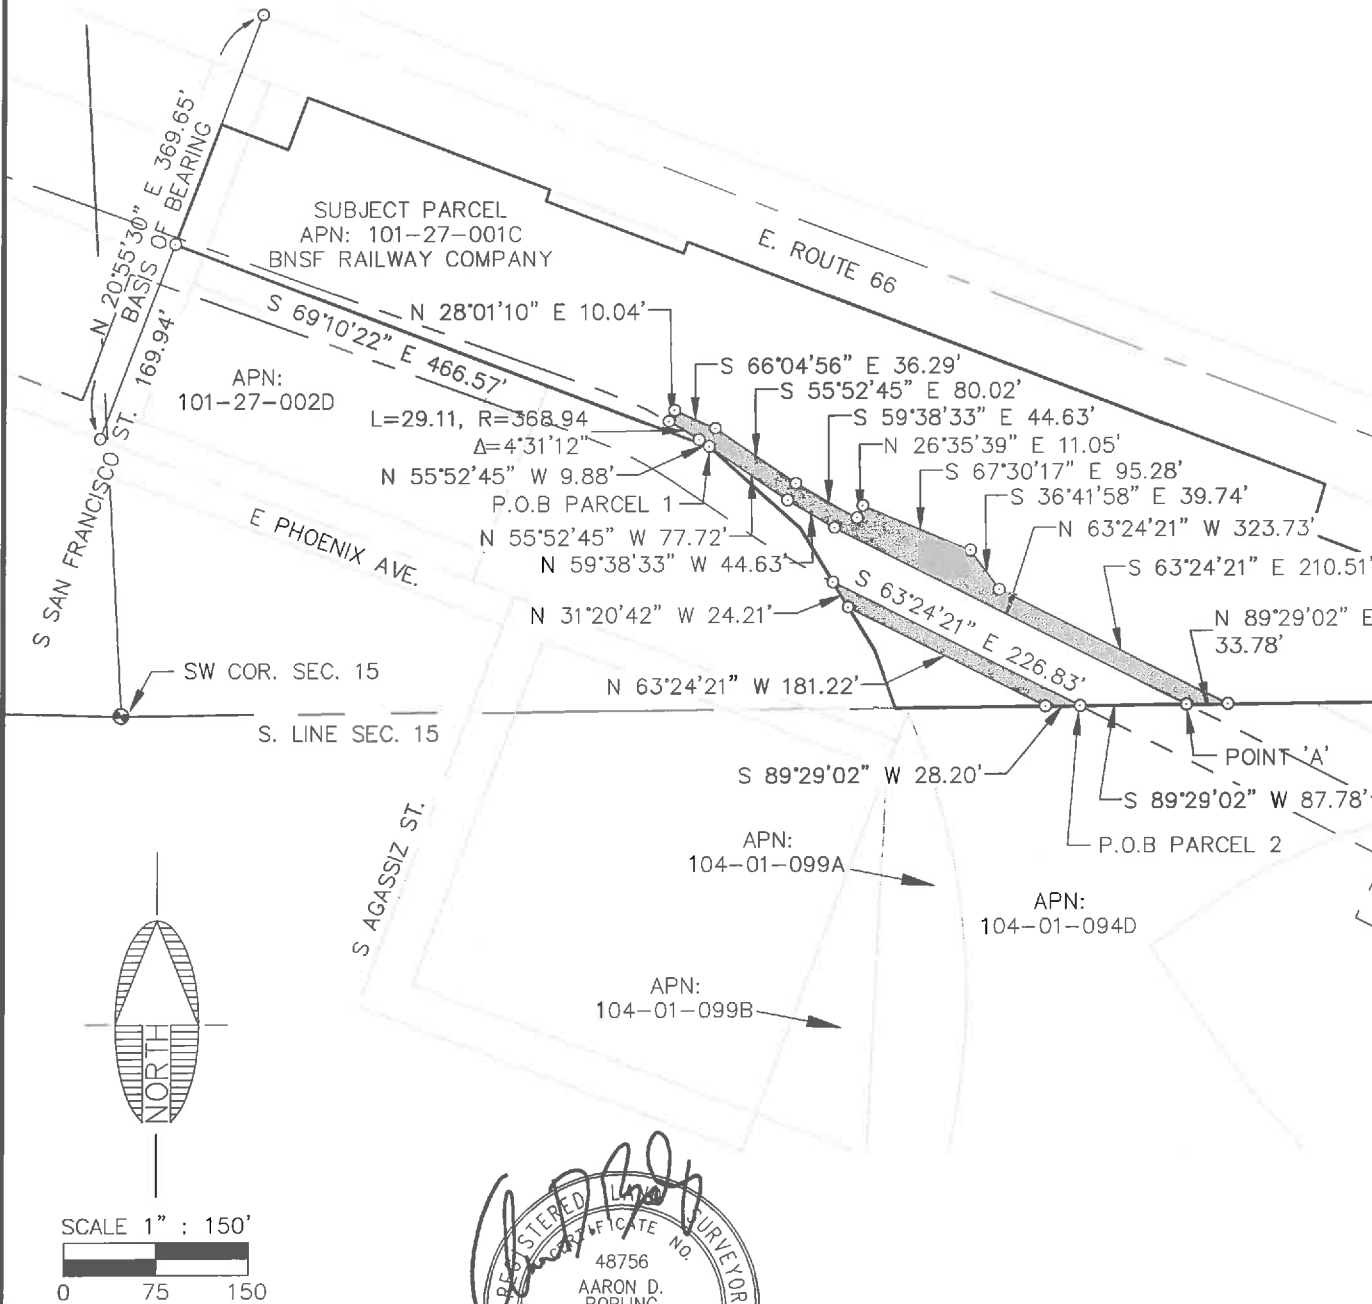 N 20°55'30" E 369.65'
BASIS OF BEARING
169.94'
SUBJECT PARCEL
APN: 101-27-001C
BNSF RAILWAY COMPANY
E. ROUTE 66
S 69°10'22" E 466.57'
N 28°01'10" E 10.04'
S 66°04'56" E 36.29'
S 55°52'45" E 80.02'
S 59°38'33" E 44.63'
N 26°35'39" E 11.05'
S 67°30'17" E 95.28'
S 36°41'58" E 39.74'
N 63°24'21" W 323.73'
S 63°24'21" E 210.51'
N 89°29'02" E
33.78'
APN:
101-27-002D
L=29.11, R=368.94
Δ=4°31'12"
N 55°52'45" W 9.88'
P.O.B PARCEL 1
N 55°52'45" W 77.72'
N 59°38'33" W 44.63'
N 31°20'42" W 24.21'
S 63°24'21" E 226.83'
N 63°24'21" W 181.22'
E PHOENIX AVE.
S SAN FRANCISCO ST.
SW COR. SEC. 15
S. LINE SEC. 15
S 89°29'02" W 28.20'
POINT 'A'
S 89°29'02" W 87.78'
P.O.B PARCEL 2
S AGASSIZ ST.
APN:
104-01-099A
APN:
104-01-094D
APN:
104-01-099B
NORTH
SCALE 1" : 150'
0 75 150
REGISTERED LAND SURVEYOR
CERTIFICATE NO.
48756
AARON D.